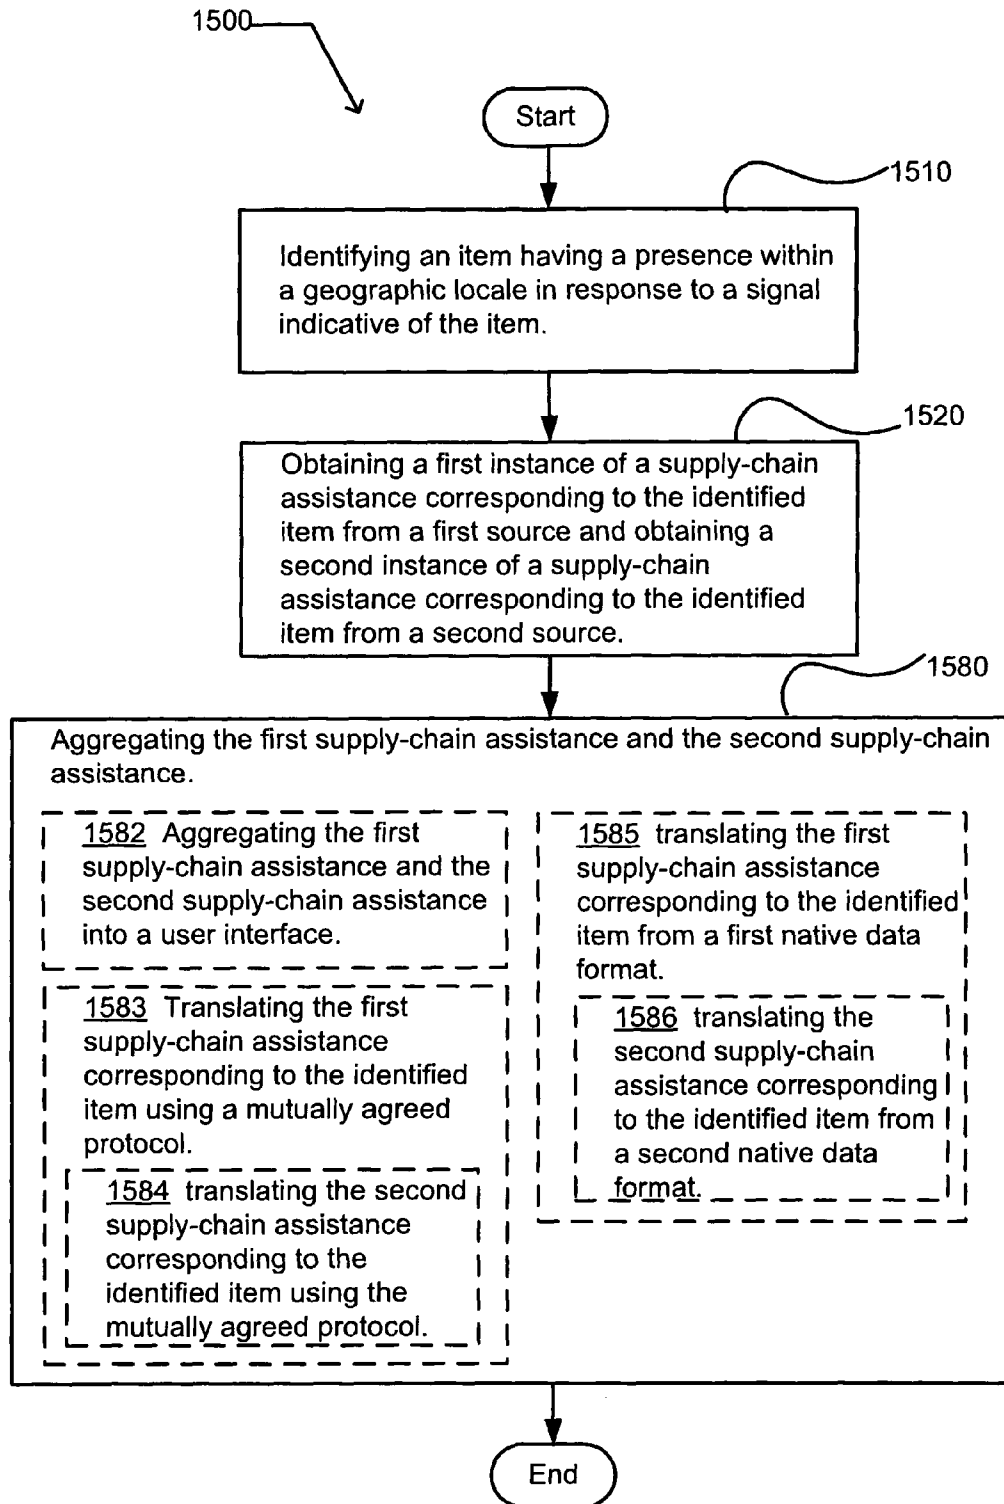 1500
Start
1510
Identifying an item having a presence within
a geographic locale in response to a signal
indicative of the item.
1520
Obtaining a first instance of a supply-chain
assistance corresponding to the identified
item from a first source and obtaining a
second instance of a supply-chain
assistance corresponding to the identified
item from a second source.
1580
Aggregating the first supply-chain assistance and the second supply-chain
assistance.
1582 Aggregating the first
supply-chain assistance and the
second supply-chain assistance
into a user interface.
1583 Translating the first
supply-chain assistance
corresponding to the identified
item using a mutually agreed
protocol.
1584 translating the second
supply-chain assistance
corresponding to the
identified item using the
mutually agreed protocol.
1585 translating the first
supply-chain assistance
corresponding to the identified
item from a first native data
format.
1586 translating the
second supply-chain
assistance corresponding
to the identified item from
a second native data
format.
End